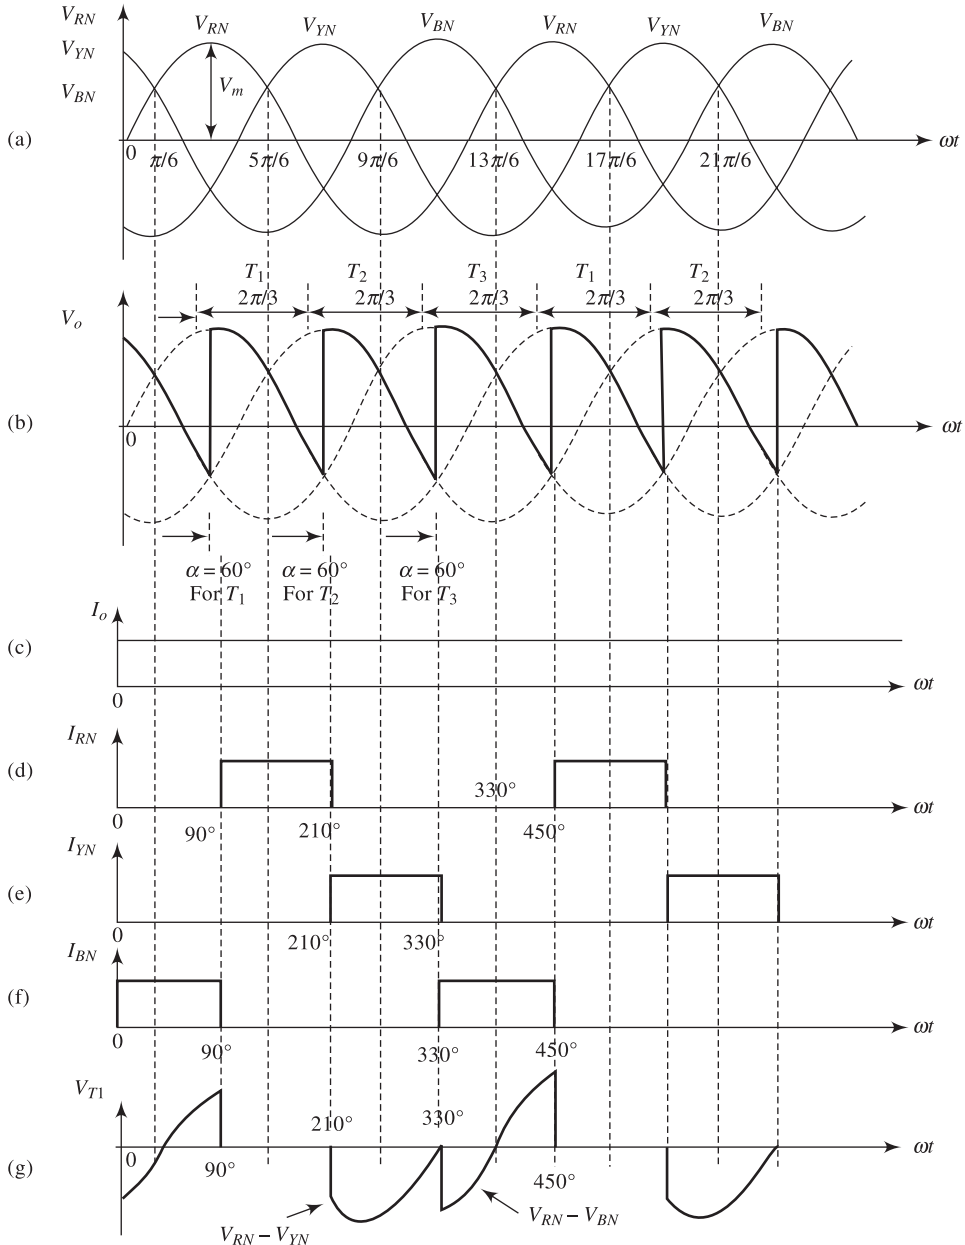 V_RN
V_YN
V_BN
V_RN V_YN V_BN V_RN V_YN V_BN
V_m
(a)
0 π/6 5π/6 9π/6 13π/6 17π/6 21π/6 ωt
T_1 T_2 T_3 T_1 T_2
2π/3 2π/3 2π/3 2π/3 2π/3
V_o
(b)
0 ωt
α = 60° α = 60° α = 60°
For T_1 For T_2 For T_3
I_o
(c)
0 ωt
I_RN
(d)
330°
0 90° 210° 450° ωt
I_YN
(e)
0 210° 330° ωt
I_BN
(f)
0 90° 330° 450° ωt
V_T1
210° 330°
(g)
0 90° 450° ωt
V_RN – V_YN V_RN – V_BN